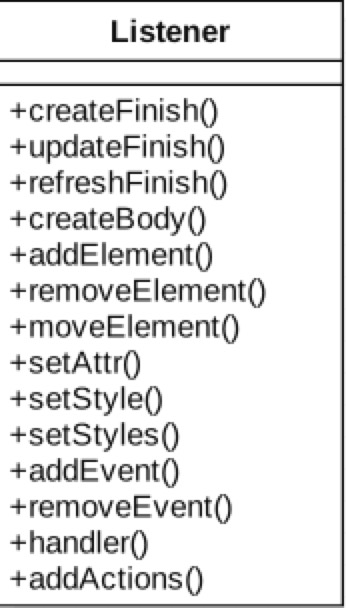 Listener
+createFinish()
+updateFinish()
+refreshFinish()
+createBody()
+addElement()
+removeElement()
+moveElement()
+setAttr()
+setStyle()
+setStyles()
+addEvent()
+removeEvent()
+handler()
+addActions()